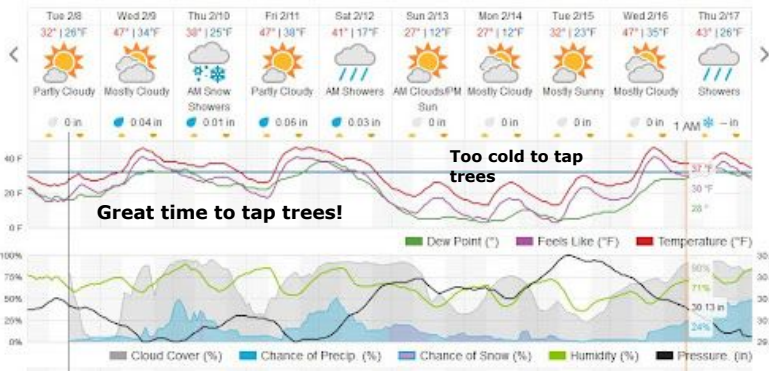 Tue 2/8 Wed 2/9 Thu 2/10 Fri 2/11 Sat 2/12 Sun 2/13 Mon 2/14 Tue 2/15 Wed 2/16 Thu 2/17
32° | 26°F 47° | 34°F 38° | 25°F 47° | 38°F 41° | 17°F 27° | 12°F 27° | 12°F 32° | 23°F 47° | 35°F 43° | 26°F
Partly Cloudy Mostly Cloudy AM Snow Showers Partly Cloudy AM Showers AM Clouds/PM Sun Mostly Cloudy Mostly Sunny Mostly Cloudy Showers
0 in 0.04 in 0.01 in 0.06 in 0.03 in 0 in 0 in 0 in 0 in -- in
1 AM
40 F
20 F
0 F
Too cold to tap
trees
Great time to tap trees!
37 °F
30 °F
28 °
Dew Point (°) Feels Like (°F) Temperature (°F)
100%
75%
50%
25%
0%
90%
71%
30.13 in
24%
30.
30.
30.
29.
Cloud Cover (%) Chance of Precip. (%) Chance of Snow (%) Humidity (%) Pressure. (in)